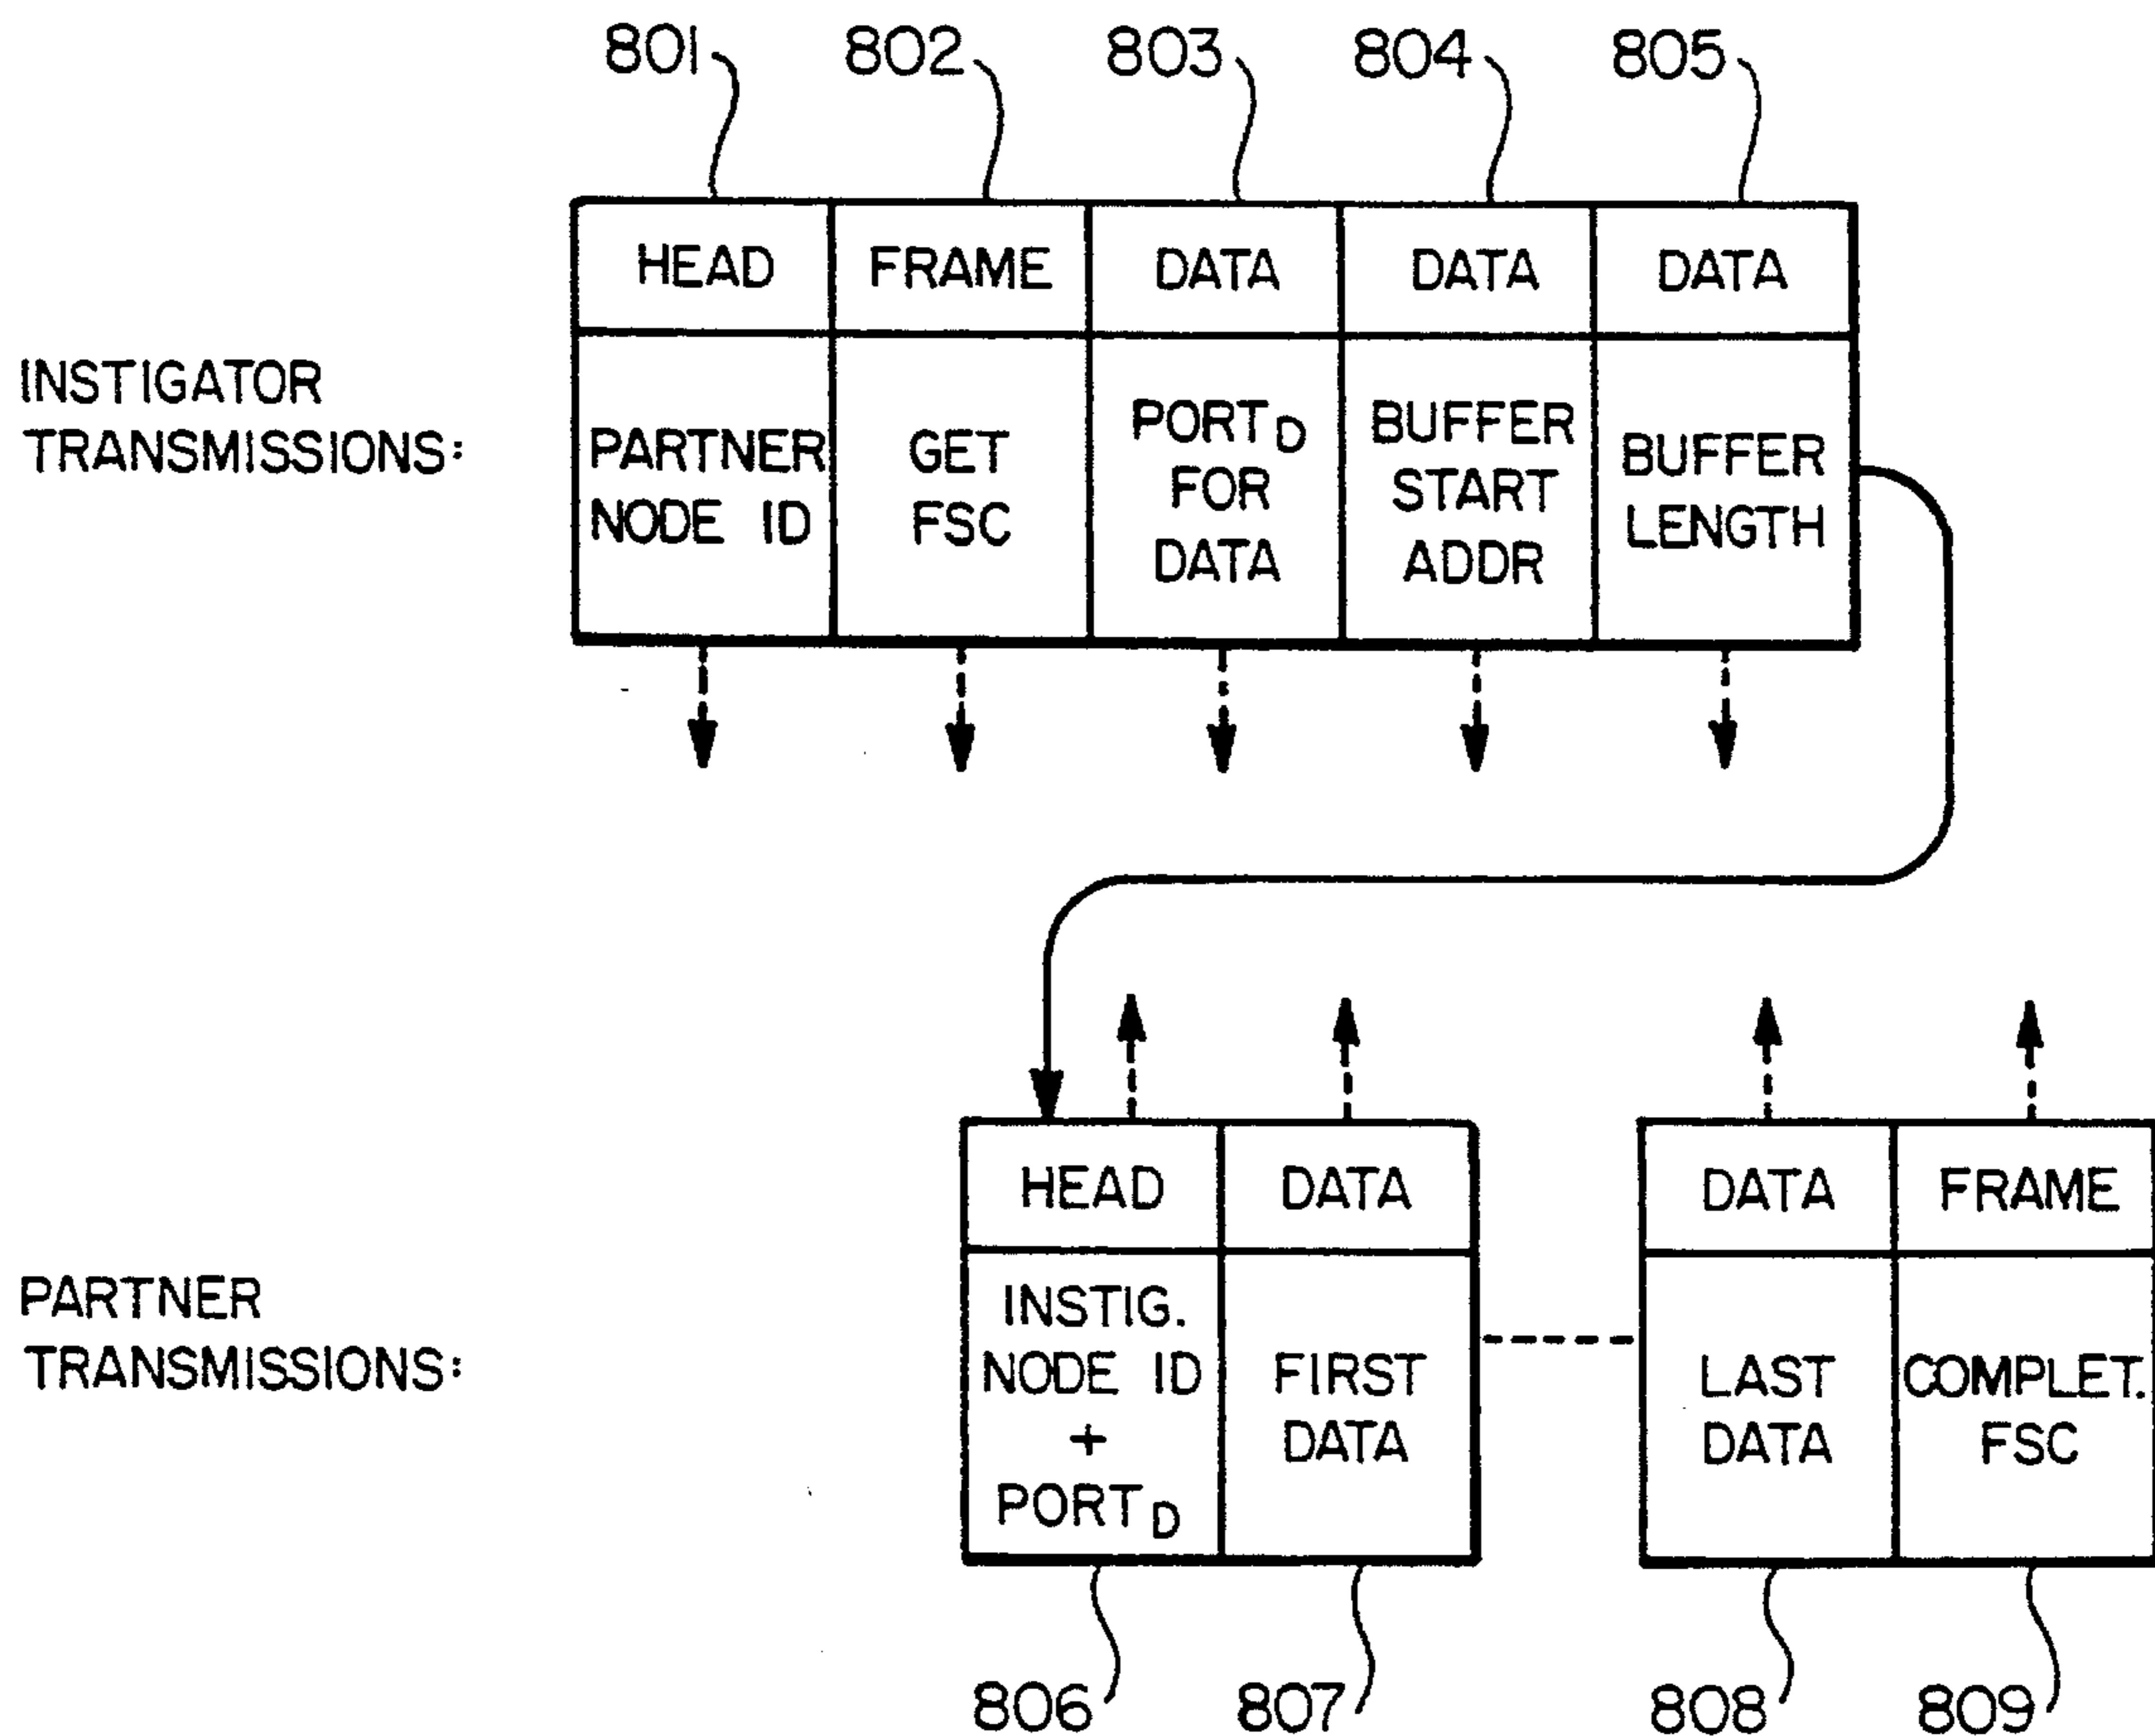 801 802 803 804 805
HEAD FRAME DATA DATA DATA
INSTIGATOR
TRANSMISSIONS:
PARTNER
NODE ID
GET
FSC
PORT D
FOR
DATA
BUFFER
START
ADDR
BUFFER
LENGTH
HEAD DATA DATA FRAME
PARTNER
TRANSMISSIONS:
INSTIG.
NODE ID
+
PORT D
FIRST
DATA
LAST
DATA
COMPLET.
FSC
806 807 808 809